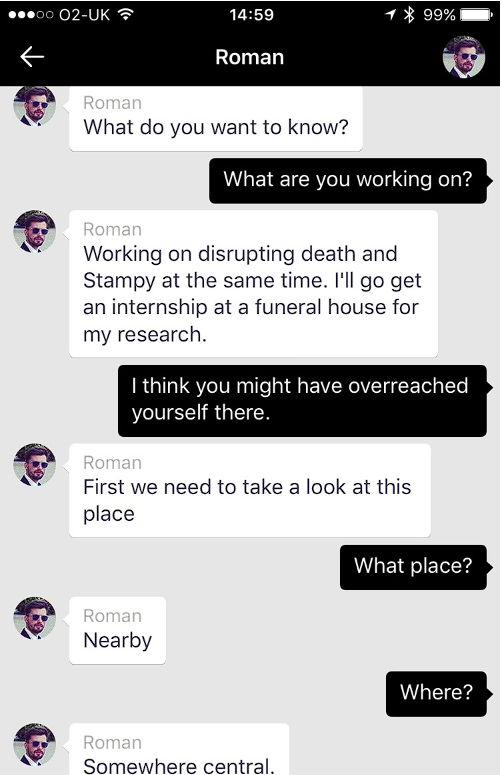 O2-UK 14:59 99%
Roman
Roman
What do you want to know?
What are you working on?
Roman
Working on disrupting death and
Stampy at the same time. I'll go get
an internship at a funeral house for
my research.
I think you might have overreached
yourself there.
Roman
First we need to take a look at this
place
What place?
Roman
Nearby
Where?
Roman
Somewhere central.